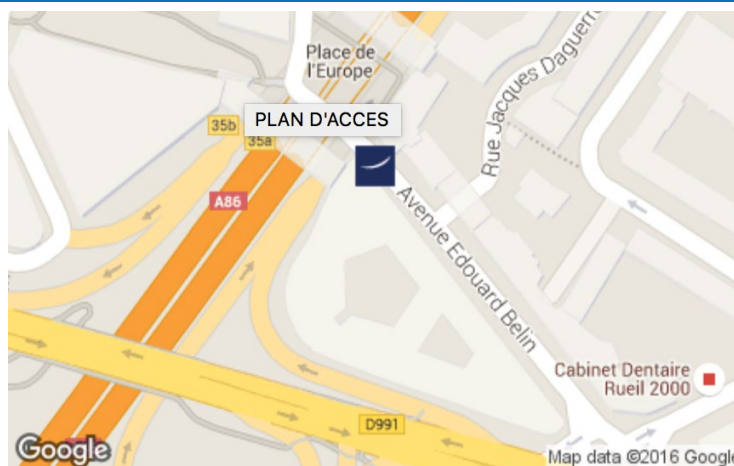 Place de
l'Europe
PLAN D'ACCES
35b
35a
A86
Rue Jacques Daguerre
Avenue Edouard Belin
Cabinet Dentaire
Rueil 2000
D991
Google
Map data ©2016 Google